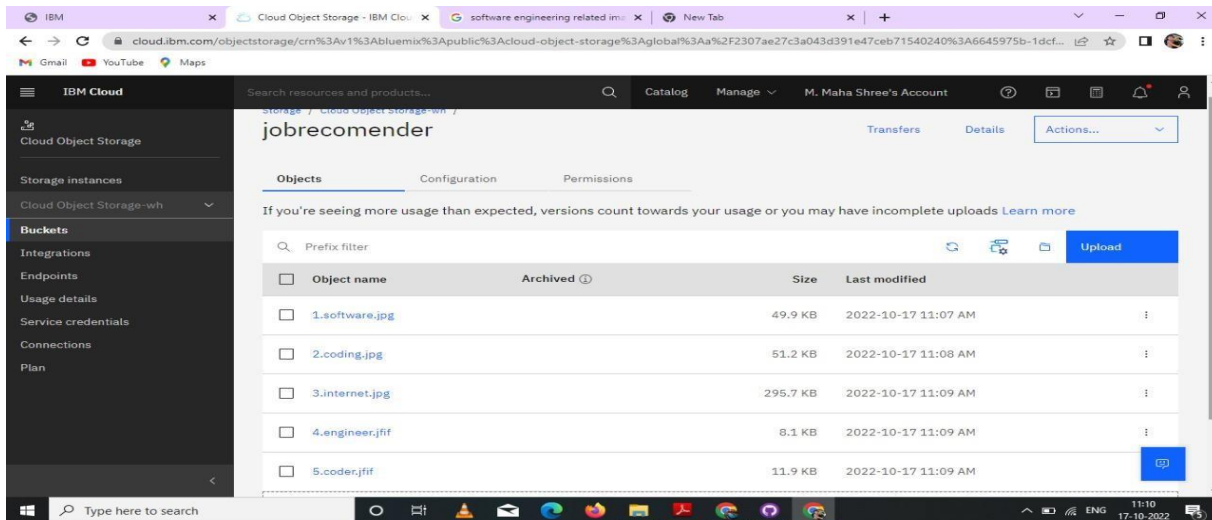 IBM
Cloud Object Storage - IBM Clou
software engineering related ima
New Tab
cloud.ibm.com/objectstorage/crn%3Av1%3Abluemix%3Apublic%3Acloud-object-storage%3Aglobal%3Aa%2F2307ae27c3a043d391e47ceb71540240%3A6645975b-1dcf...
Gmail YouTube Maps
IBM Cloud
Search resources and products...
Catalog Manage M. Maha Shree's Account
Cloud Object Storage
Storage instances
Cloud Object Storage-wh
Buckets
Integrations
Endpoints
Usage details
Service credentials
Connections
Plan
Storage / Cloud Object Storage-wh /
jobrecomender
Transfers Details Actions...
Objects Configuration Permissions
If you're seeing more usage than expected, versions count towards your usage or you may have incomplete uploads Learn more
Prefix filter
Upload
Object name Archived Size Last modified
1.software.jpg 49.9 KB 2022-10-17 11:07 AM
2.coding.jpg 51.2 KB 2022-10-17 11:08 AM
3.internet.jpg 295.7 KB 2022-10-17 11:09 AM
4.engineer.jfif 8.1 KB 2022-10-17 11:09 AM
5.coder.jfif 11.9 KB 2022-10-17 11:09 AM
Type here to search
ENG
11:10
17-10-2022